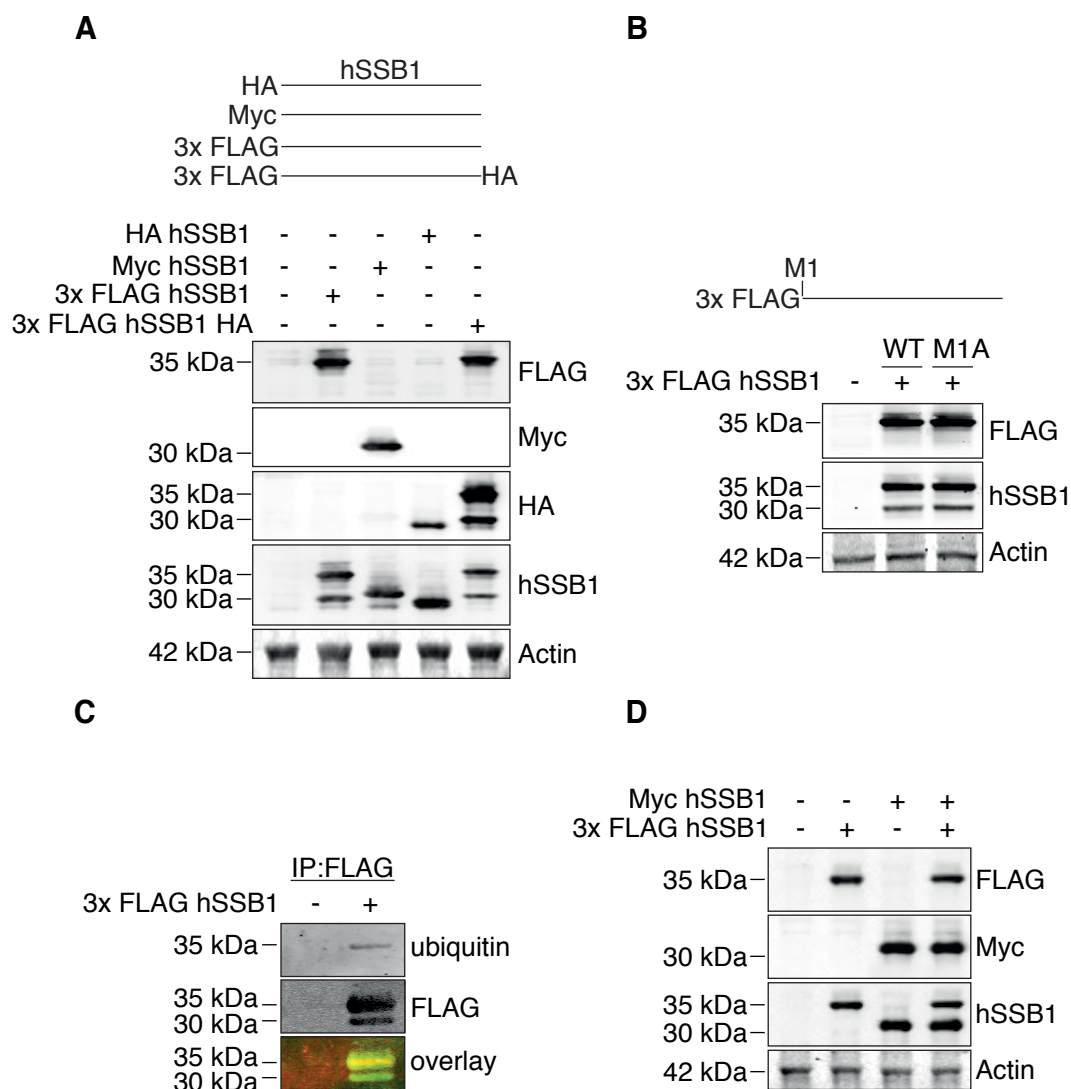 A
hSSB1
HA
Myc
3x FLAG
3x FLAG HA
HA hSSB1 - - - + -
Myc hSSB1 - - + - -
3x FLAG hSSB1 - + - - -
3x FLAG hSSB1 HA - - - - +
35 kDa FLAG
Myc
30 kDa
35 kDa
HA
30 kDa
35 kDa
hSSB1
30 kDa
42 kDa Actin
B
M1
3x FLAG
WT M1A
3x FLAG hSSB1 - + +
35 kDa FLAG
35 kDa
hSSB1
30 kDa
42 kDa Actin
C
IP:FLAG
3x FLAG hSSB1 - +
35 kDa ubiquitin
35 kDa
FLAG
30 kDa
35 kDa overlay
30 kDa
D
Myc hSSB1 - - + +
3x FLAG hSSB1 - + - +
35 kDa FLAG
Myc
30 kDa
35 kDa
hSSB1
30 kDa
42 kDa Actin